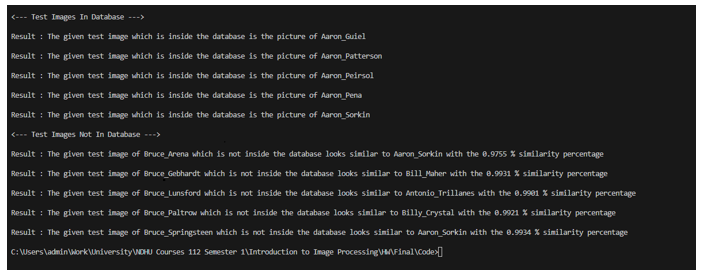 <--- Test Images In Database --->
Result : The given test image which is inside the database is the picture of Aaron_Guiel
Result : The given test image which is inside the database is the picture of Aaron_Patterson
Result : The given test image which is inside the database is the picture of Aaron_Peirsol
Result : The given test image which is inside the database is the picture of Aaron_Pena
Result : The given test image which is inside the database is the picture of Aaron_Sorkin
<--- Test Images Not In Database --->
Result : The given test image of Bruce_Arena which is not inside the database looks similar to Aaron_Sorkin with the 0.9755 % similarity percentage
Result : The given test image of Bruce_Gebhardt which is not inside the database looks similar to Bill_Maher with the 0.9931 % similarity percentage
Result : The given test image of Bruce_Lunsford which is not inside the database looks similar to Antonio_Trillanes with the 0.9901 % similarity percentage
Result : The given test image of Bruce_Paltrow which is not inside the database looks similar to Billy_Crystal with the 0.9921 % similarity percentage
Result : The given test image of Bruce_Springsteen which is not inside the database looks similar to Aaron_Sorkin with the 0.9934 % similarity percentage
C:\Users\admin\Work\University\NDHU Courses 112 Semester 1\Introduction to Image Processing\HW\Final\Code>